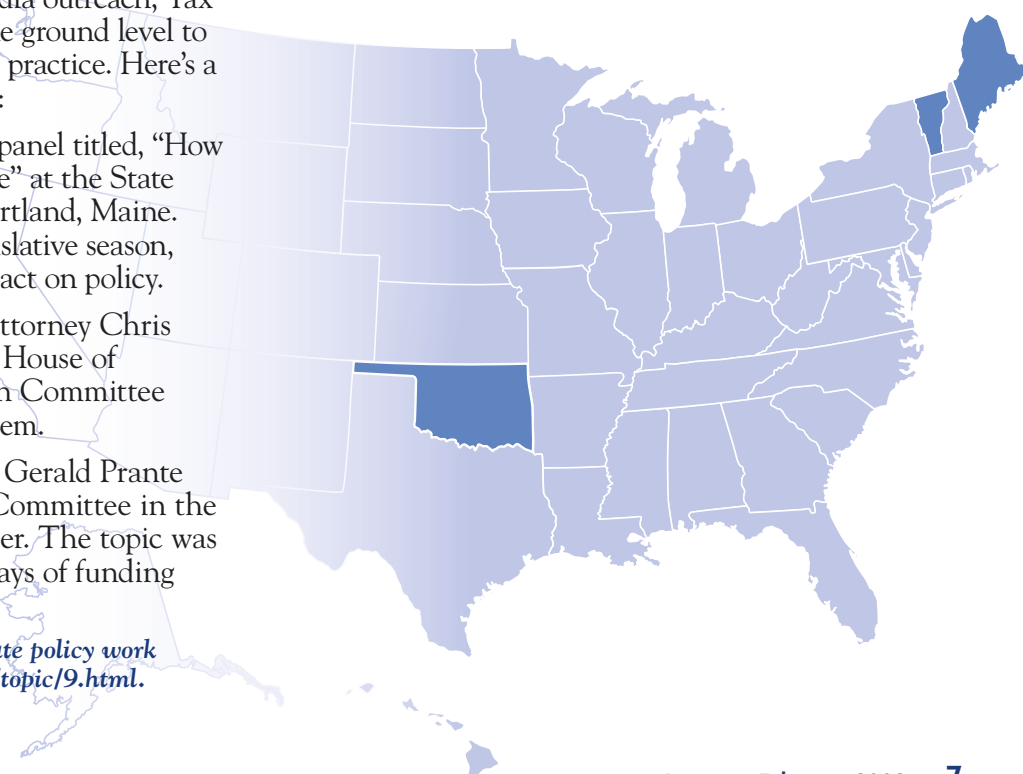 dia outreach, Tax
e ground level to
practice. Here's a
:
panel titled, “How
e” at the State
rtland, Maine.
slative season,
act on policy.
ttorney Chris
House of
n Committee
em.
Gerald Prante
Committee in the
er. The topic was
ays of funding
ate policy work
topic/9.html.
7